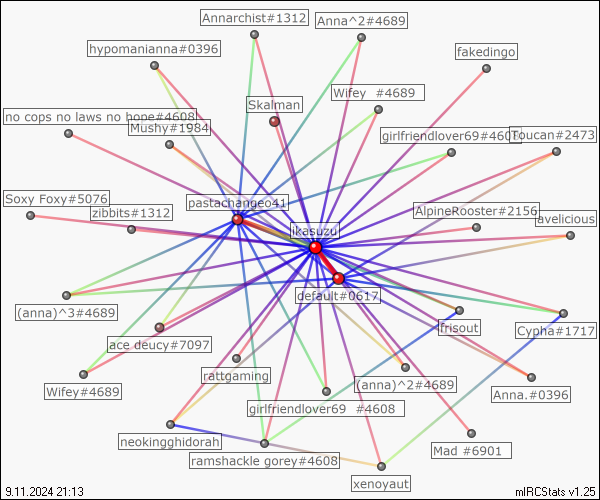 Annarchist#1312
Anna^2#4689
hypomanianna#0396
fakedingo
Wifey  #4689
Skalman
no cops no laws no hope#4608
Mushy#1984
girlfriendlover69#4607
Toucan#2473
Soxy Foxy#5076
zibbits#1312
pastachangeo41
AlpineRooster#2156
avelicious
ikasuzu
default#0617
(anna)^3#4689
frisout
Cypha#1717
ace deucy#7097
rattgaming
Wifey#4689
(anna)^2#4689
Anna.#0396
girlfriendlover69  #4608
neokingghidorah
ramshackle gorey#4608
Mad #6901
xenoyaut
9.11.2024 21:13
mIRCStats v1.25